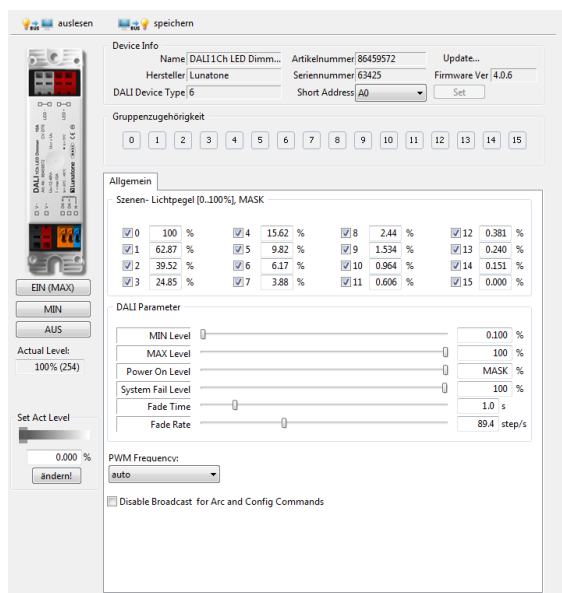 auslesen speichern
Device Info
Name DALI 1Ch LED Dimm... Artikelnummer 86459572 Update...
Hersteller Lunatone Seriennummer 63425 Firmware Ver 4.0.6
DALI Device Type 6 Short Address A0 Set
Gruppenzugehörigkeit
0 1 2 3 4 5 6 7 8 9 10 11 12 13 14 15
Allgemein
Szenen- Lichtpegel [0..100%], MASK
0 100 % 4 15.62 % 8 2.44 % 12 0.381 %
1 62.87 % 5 9.82 % 9 1.534 % 13 0.240 %
2 39.52 % 6 6.17 % 10 0.964 % 14 0.151 %
3 24.85 % 7 3.88 % 11 0.606 % 15 0.000 %
DALI Parameter
MIN Level 0.100 %
MAX Level 100 %
Power On Level MASK %
System Fail Level 100 %
Fade Time 1.0 s
Fade Rate 89.4 step/s
PWM Frequency:
auto
Disable Broadcast for Arc and Config Commands
DALI 1Ch LED Dimmer
Lunatone
EIN (MAX)
MIN
AUS
Actual Level:
100% (254)
Set Act Level
0.000 %
ändern!